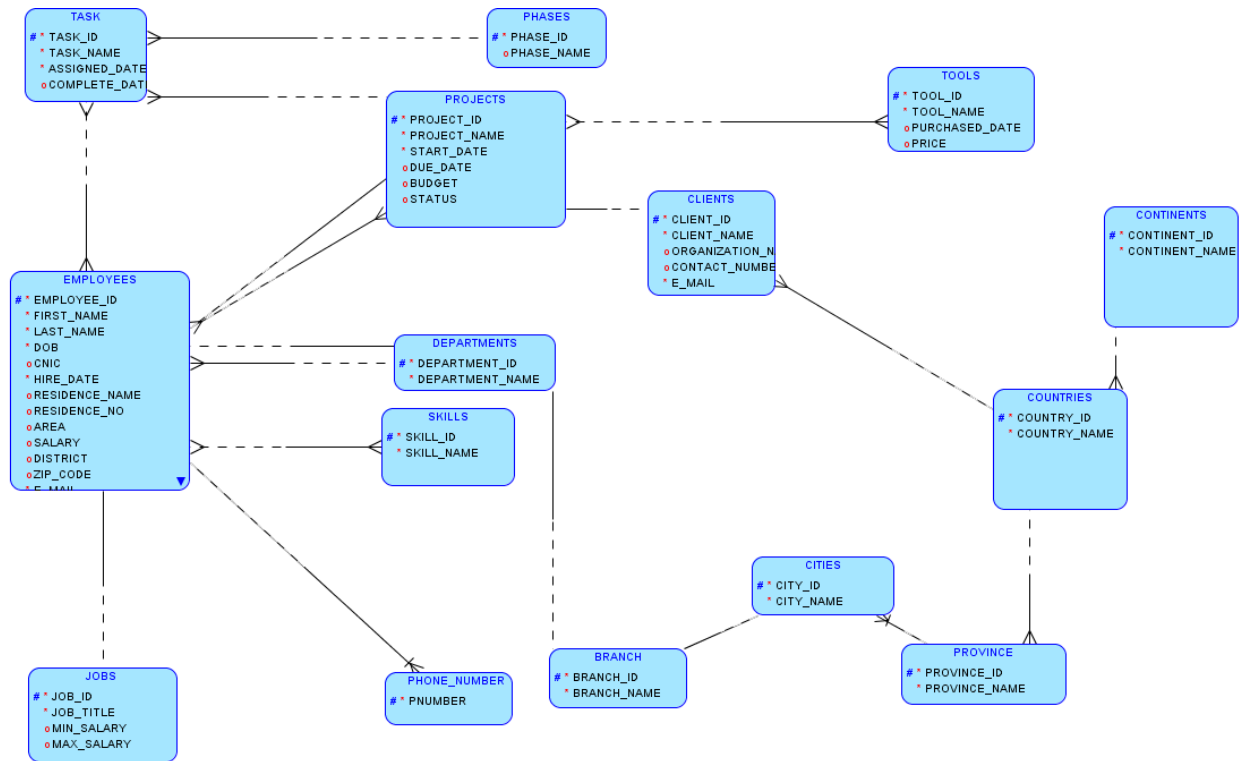 TASK
# * TASK_ID
* TASK_NAME
* ASSIGNED_DATE
o COMPLETE_DAT
PHASES
# * PHASE_ID
o PHASE_NAME
PROJECTS
# * PROJECT_ID
* PROJECT_NAME
* START_DATE
o DUE_DATE
o BUDGET
o STATUS
TOOLS
# * TOOL_ID
* TOOL_NAME
o PURCHASED_DATE
o PRICE
CLIENTS
# * CLIENT_ID
* CLIENT_NAME
o ORGANIZATION_N
o CONTACT_NUMBE
* E_MAIL
CONTINENTS
# * CONTINENT_ID
* CONTINENT_NAME
EMPLOYEES
# * EMPLOYEE_ID
* FIRST_NAME
* LAST_NAME
* DOB
o CNIC
* HIRE_DATE
o RESIDENCE_NAME
o RESIDENCE_NO
o AREA
o SALARY
o DISTRICT
o ZIP_CODE
* E_MAIL
DEPARTMENTS
# * DEPARTMENT_ID
* DEPARTMENT_NAME
SKILLS
# * SKILL_ID
* SKILL_NAME
COUNTRIES
# * COUNTRY_ID
* COUNTRY_NAME
CITIES
# * CITY_ID
* CITY_NAME
BRANCH
# * BRANCH_ID
* BRANCH_NAME
PROVINCE
# * PROVINCE_ID
* PROVINCE_NAME
JOBS
# * JOB_ID
* JOB_TITLE
o MIN_SALARY
o MAX_SALARY
PHONE_NUMBER
# * PNUMBER